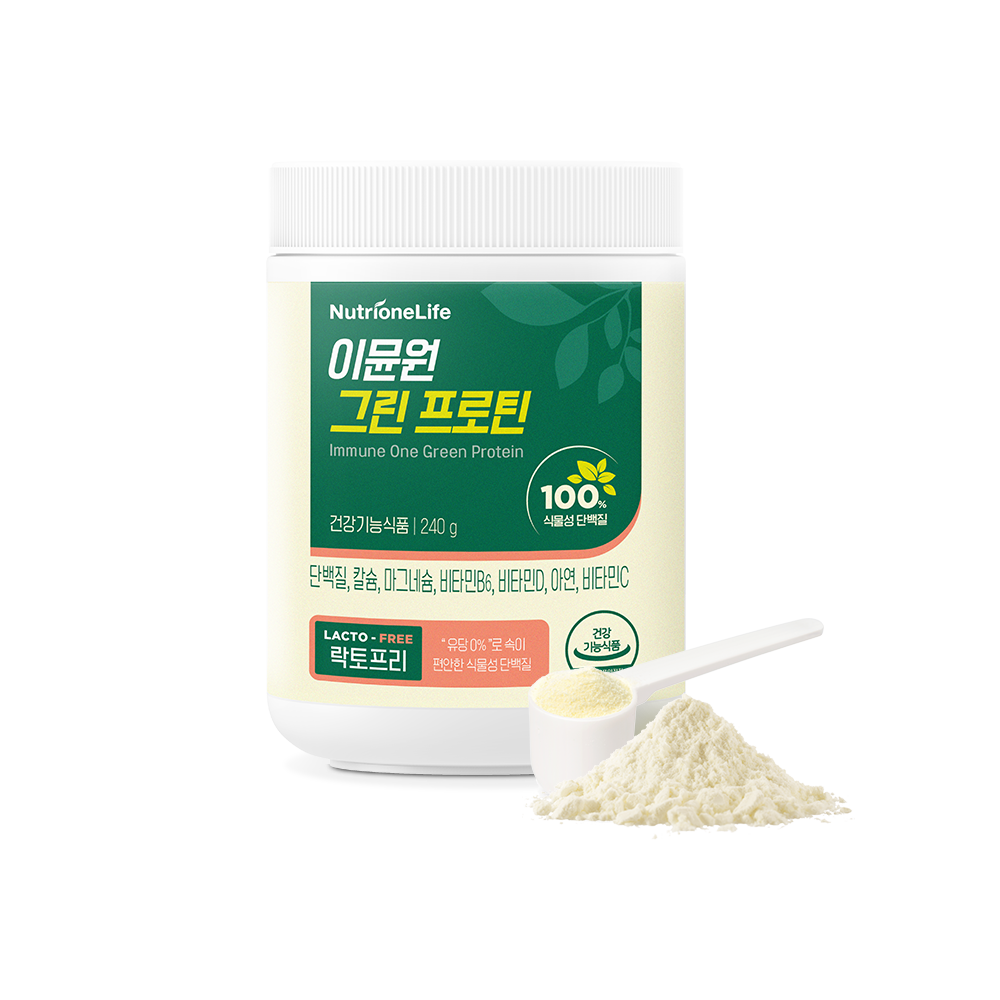 NutrioneLife
이뮨원
그린 프로틴
Immune One Green Protein
100%
식물성 단백질
건강기능식품 | 240 g
단백질, 칼슘, 마그네슘, 비타민B6, 비타민D, 아연, 비타민C
LACTO - FREE
락토프리
“ 유당 0% ”로 속이
편안한 식물성 단백질
건강
기능식품